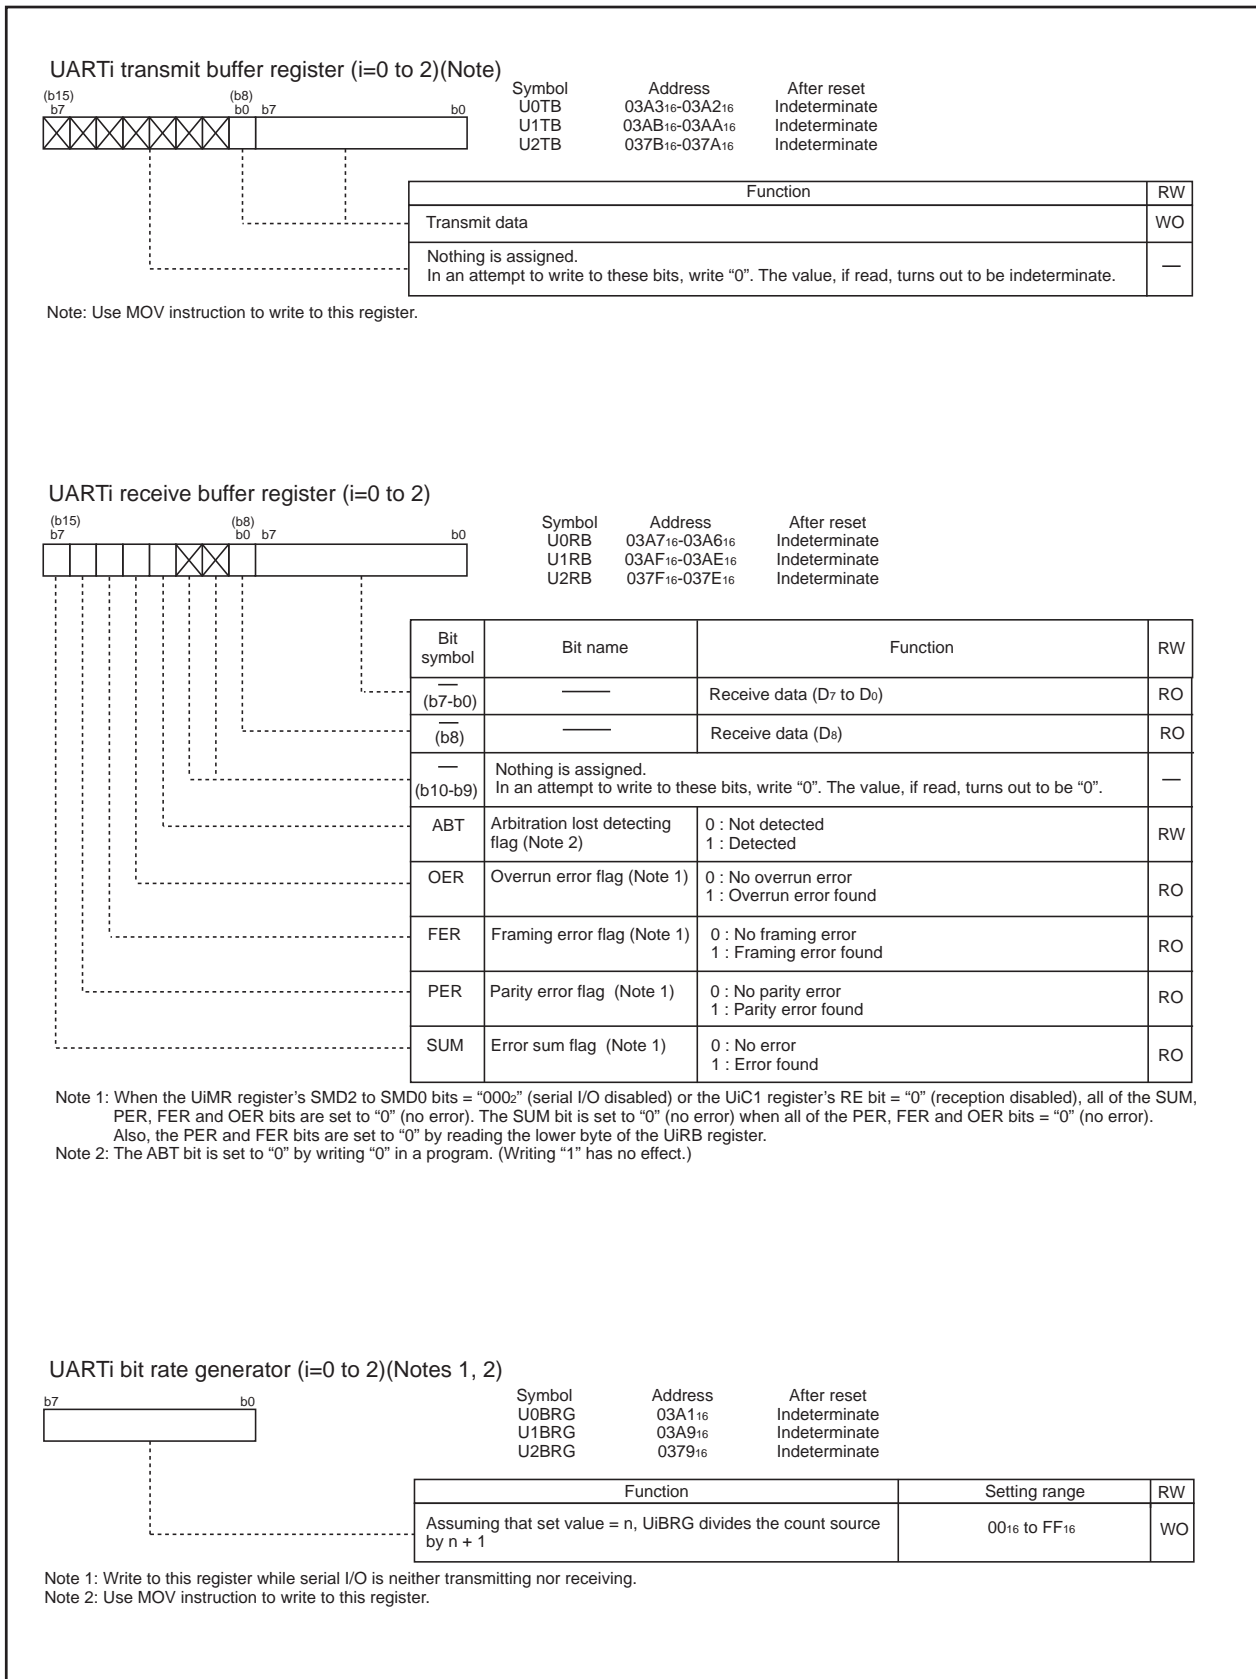 UARTi transmit buffer register (i=0 to 2)(Note)
(b15) (b8)
b7 b0 b7 b0
Symbol Address After reset
U0TB 03A316-03A216 Indeterminate
U1TB 03AB16-03AA16 Indeterminate
U2TB 037B16-037A16 Indeterminate
Function RW
Transmit data WO
Nothing is assigned.
In an attempt to write to these bits, write “0”. The value, if read, turns out to be indeterminate. —
Note: Use MOV instruction to write to this register.
UARTi receive buffer register (i=0 to 2)
(b15) (b8)
b7 b0 b7 b0
Symbol Address After reset
U0RB 03A716-03A616 Indeterminate
U1RB 03AF16-03AE16 Indeterminate
U2RB 037F16-037E16 Indeterminate
Bit symbol Bit name Function RW
— (b7-b0) — Receive data (D7 to D0) RO
— (b8) — Receive data (D8) RO
— (b10-b9) Nothing is assigned.
In an attempt to write to these bits, write “0”. The value, if read, turns out to be “0”. —
ABT Arbitration lost detecting 0 : Not detected
flag (Note 2) 1 : Detected RW
OER Overrun error flag (Note 1) 0 : No overrun error
1 : Overrun error found RO
FER Framing error flag (Note 1) 0 : No framing error
1 : Framing error found RO
PER Parity error flag (Note 1) 0 : No parity error
1 : Parity error found RO
SUM Error sum flag (Note 1) 0 : No error
1 : Error found RO
Note 1: When the UiMR register’s SMD2 to SMD0 bits = “0002” (serial I/O disabled) or the UiC1 register’s RE bit = “0” (reception disabled), all of the SUM,
PER, FER and OER bits are set to “0” (no error). The SUM bit is set to “0” (no error) when all of the PER, FER and OER bits = “0” (no error).
Also, the PER and FER bits are set to “0” by reading the lower byte of the UiRB register.
Note 2: The ABT bit is set to “0” by writing “0” in a program. (Writing “1” has no effect.)
UARTi bit rate generator (i=0 to 2)(Notes 1, 2)
b7 b0
Symbol Address After reset
U0BRG 03A116 Indeterminate
U1BRG 03A916 Indeterminate
U2BRG 037916 Indeterminate
Function Setting range RW
Assuming that set value = n, UiBRG divides the count source
by n + 1 0016 to FF16 WO
Note 1: Write to this register while serial I/O is neither transmitting nor receiving.
Note 2: Use MOV instruction to write to this register.